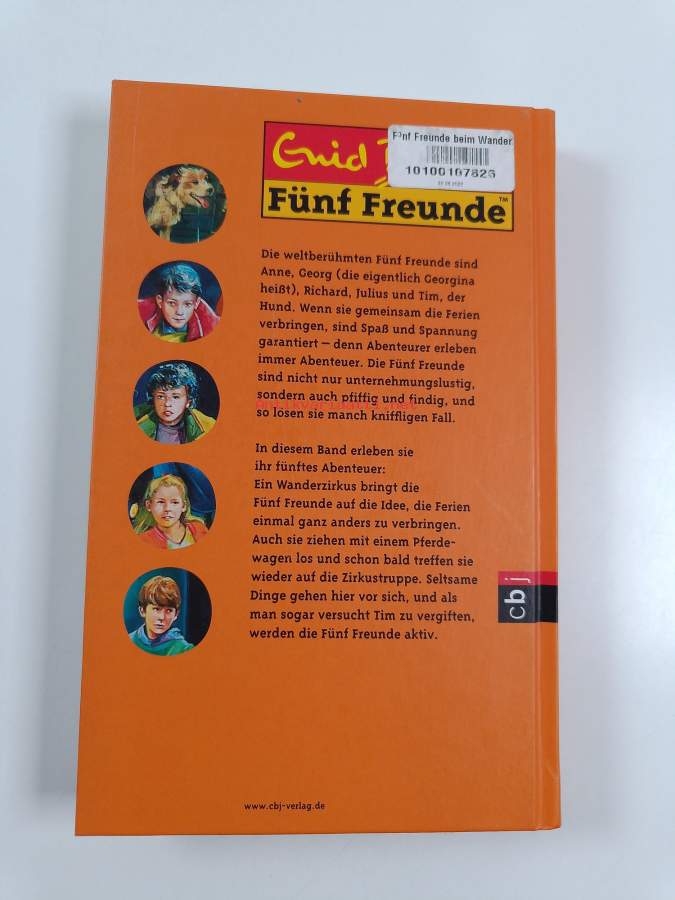 Enid
Fünf Freunde beim Wander
10100107826
Fünf Freunde™
Die weltberühmten Fünf Freunde sind
Anne, Georg (die eigentlich Georgina
heißt), Richard, Julius und Tim, der
Hund. Wenn sie gemeinsam die Ferien
verbringen, sind Spaß und Spannung
garantiert – denn Abenteurer erleben
immer Abenteuer. Die Fünf Freunde
sind nicht nur unternehmungslustig,
sondern auch pfiffig und findig, und
so lösen sie manch kniffligen Fall.
In diesem Band erleben sie
ihr fünftes Abenteuer:
Ein Wanderzirkus bringt die
Fünf Freunde auf die Idee, die Ferien
einmal ganz anders zu verbringen.
Auch sie ziehen mit einem Pferde-
wagen los und schon bald treffen sie
wieder auf die Zirkustruppe. Seltsame
Dinge gehen hier vor sich, und als
man sogar versucht Tim zu vergiften,
werden die Fünf Freunde aktiv.
cbj
www.cbj-verlag.de